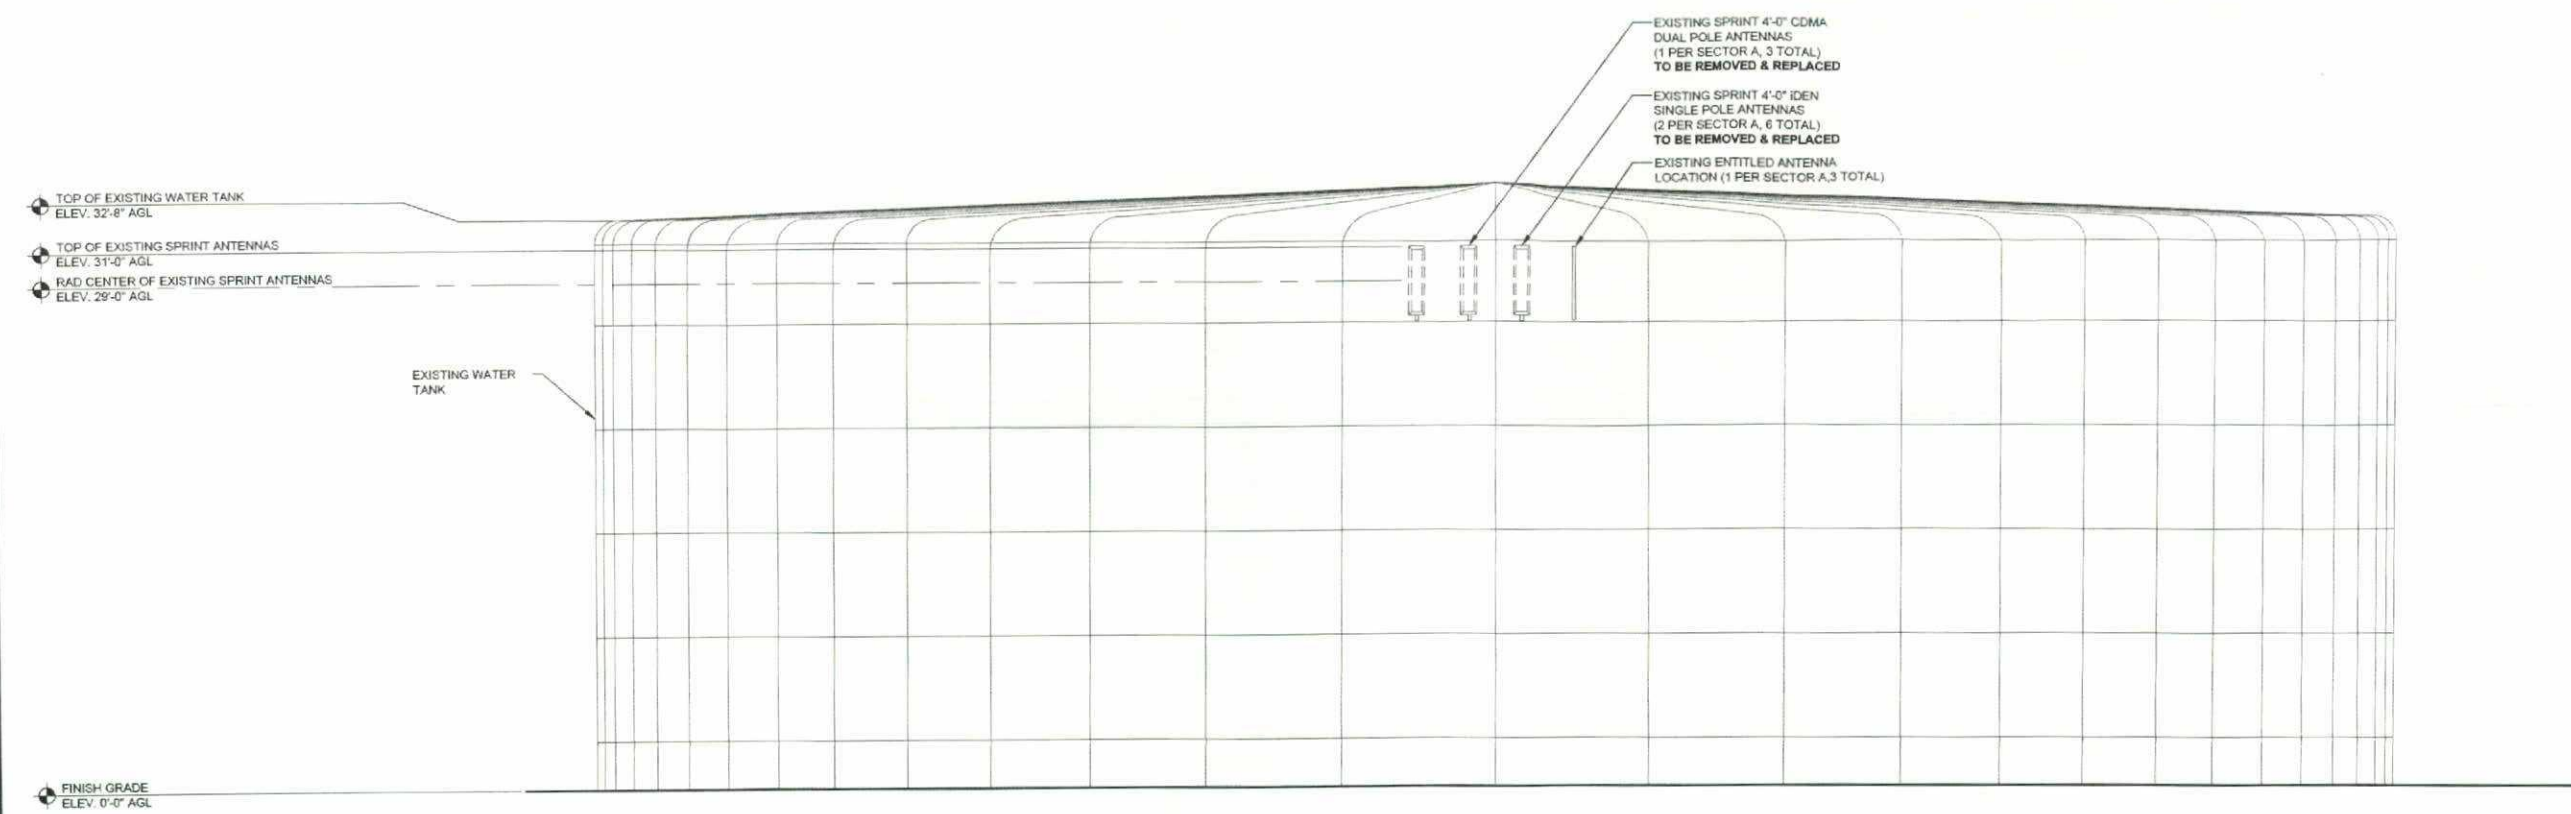 EXISTING SPRINT 4'-0" CDMA
DUAL POLE ANTENNAS
(1 PER SECTOR A, 3 TOTAL)
TO BE REMOVED & REPLACED
EXISTING SPRINT 4'-0" iDEN
SINGLE POLE ANTENNAS
(2 PER SECTOR A, 6 TOTAL)
TO BE REMOVED & REPLACED
EXISTING ENTITLED ANTENNA
LOCATION (1 PER SECTOR A,3 TOTAL)
TOP OF EXISTING WATER TANK
ELEV. 32'-8" AGL
TOP OF EXISTING SPRINT ANTENNAS
ELEV. 31'-0" AGL
RAD CENTER OF EXISTING SPRINT ANTENNAS
ELEV. 29'-0" AGL
EXISTING WATER
TANK
FINISH GRADE
ELEV. 0'-0" AGL